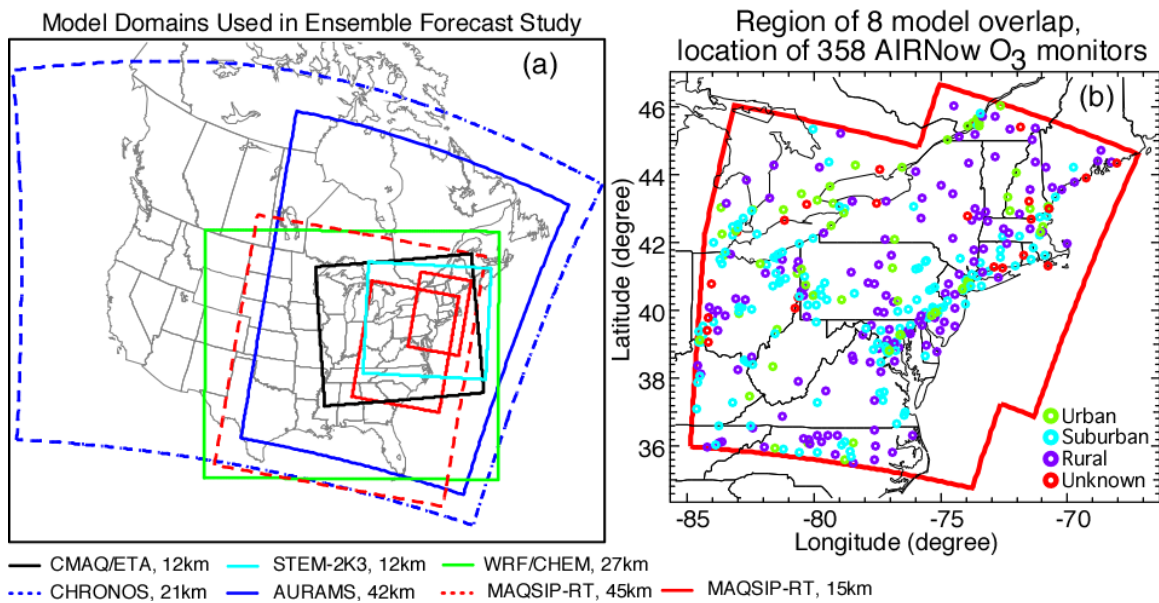 Model Domains Used in Ensemble Forecast Study
(a)
CMAQ/ETA, 12km
STEM-2K3, 12km
WRF/CHEM, 27km
CHRONOS, 21km
AURAMS, 42km
MAQSIP-RT, 45km
MAQSIP-RT, 15km
Region of 8 model overlap,
location of 358 AIRNow O3 monitors
(b)
46
44
42
40
38
36
Latitude (degree)
Urban
Suburban
Rural
Unknown
-85
-80
-75
-70
Longitude (degree)